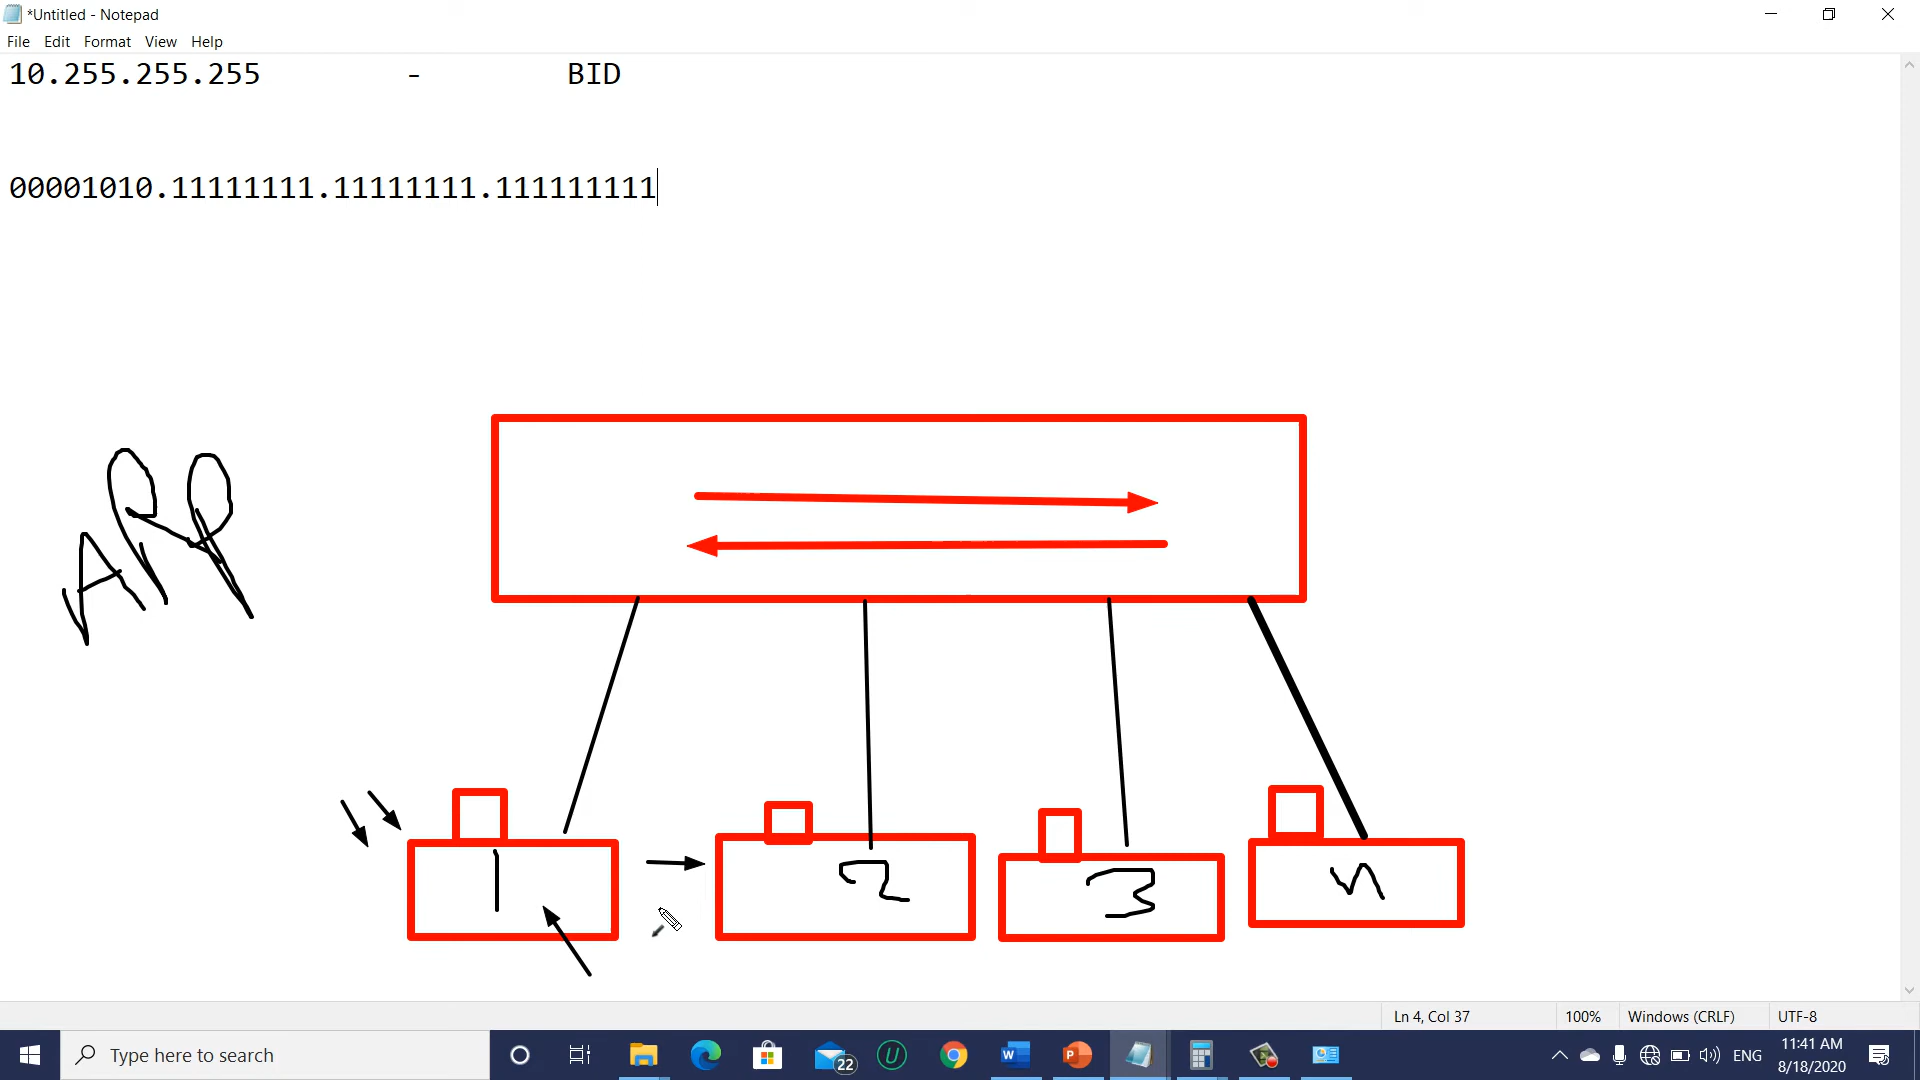 *Untitled - Notepad
File Edit Format View Help
10.255.255.255 - BID
00001010.11111111.11111111.111111111
ARP
1 2 3 n
Ln 4, Col 37 100% Windows (CRLF) UTF-8
Type here to search
22
U
W
P
ENG
11:41 AM
8/18/2020